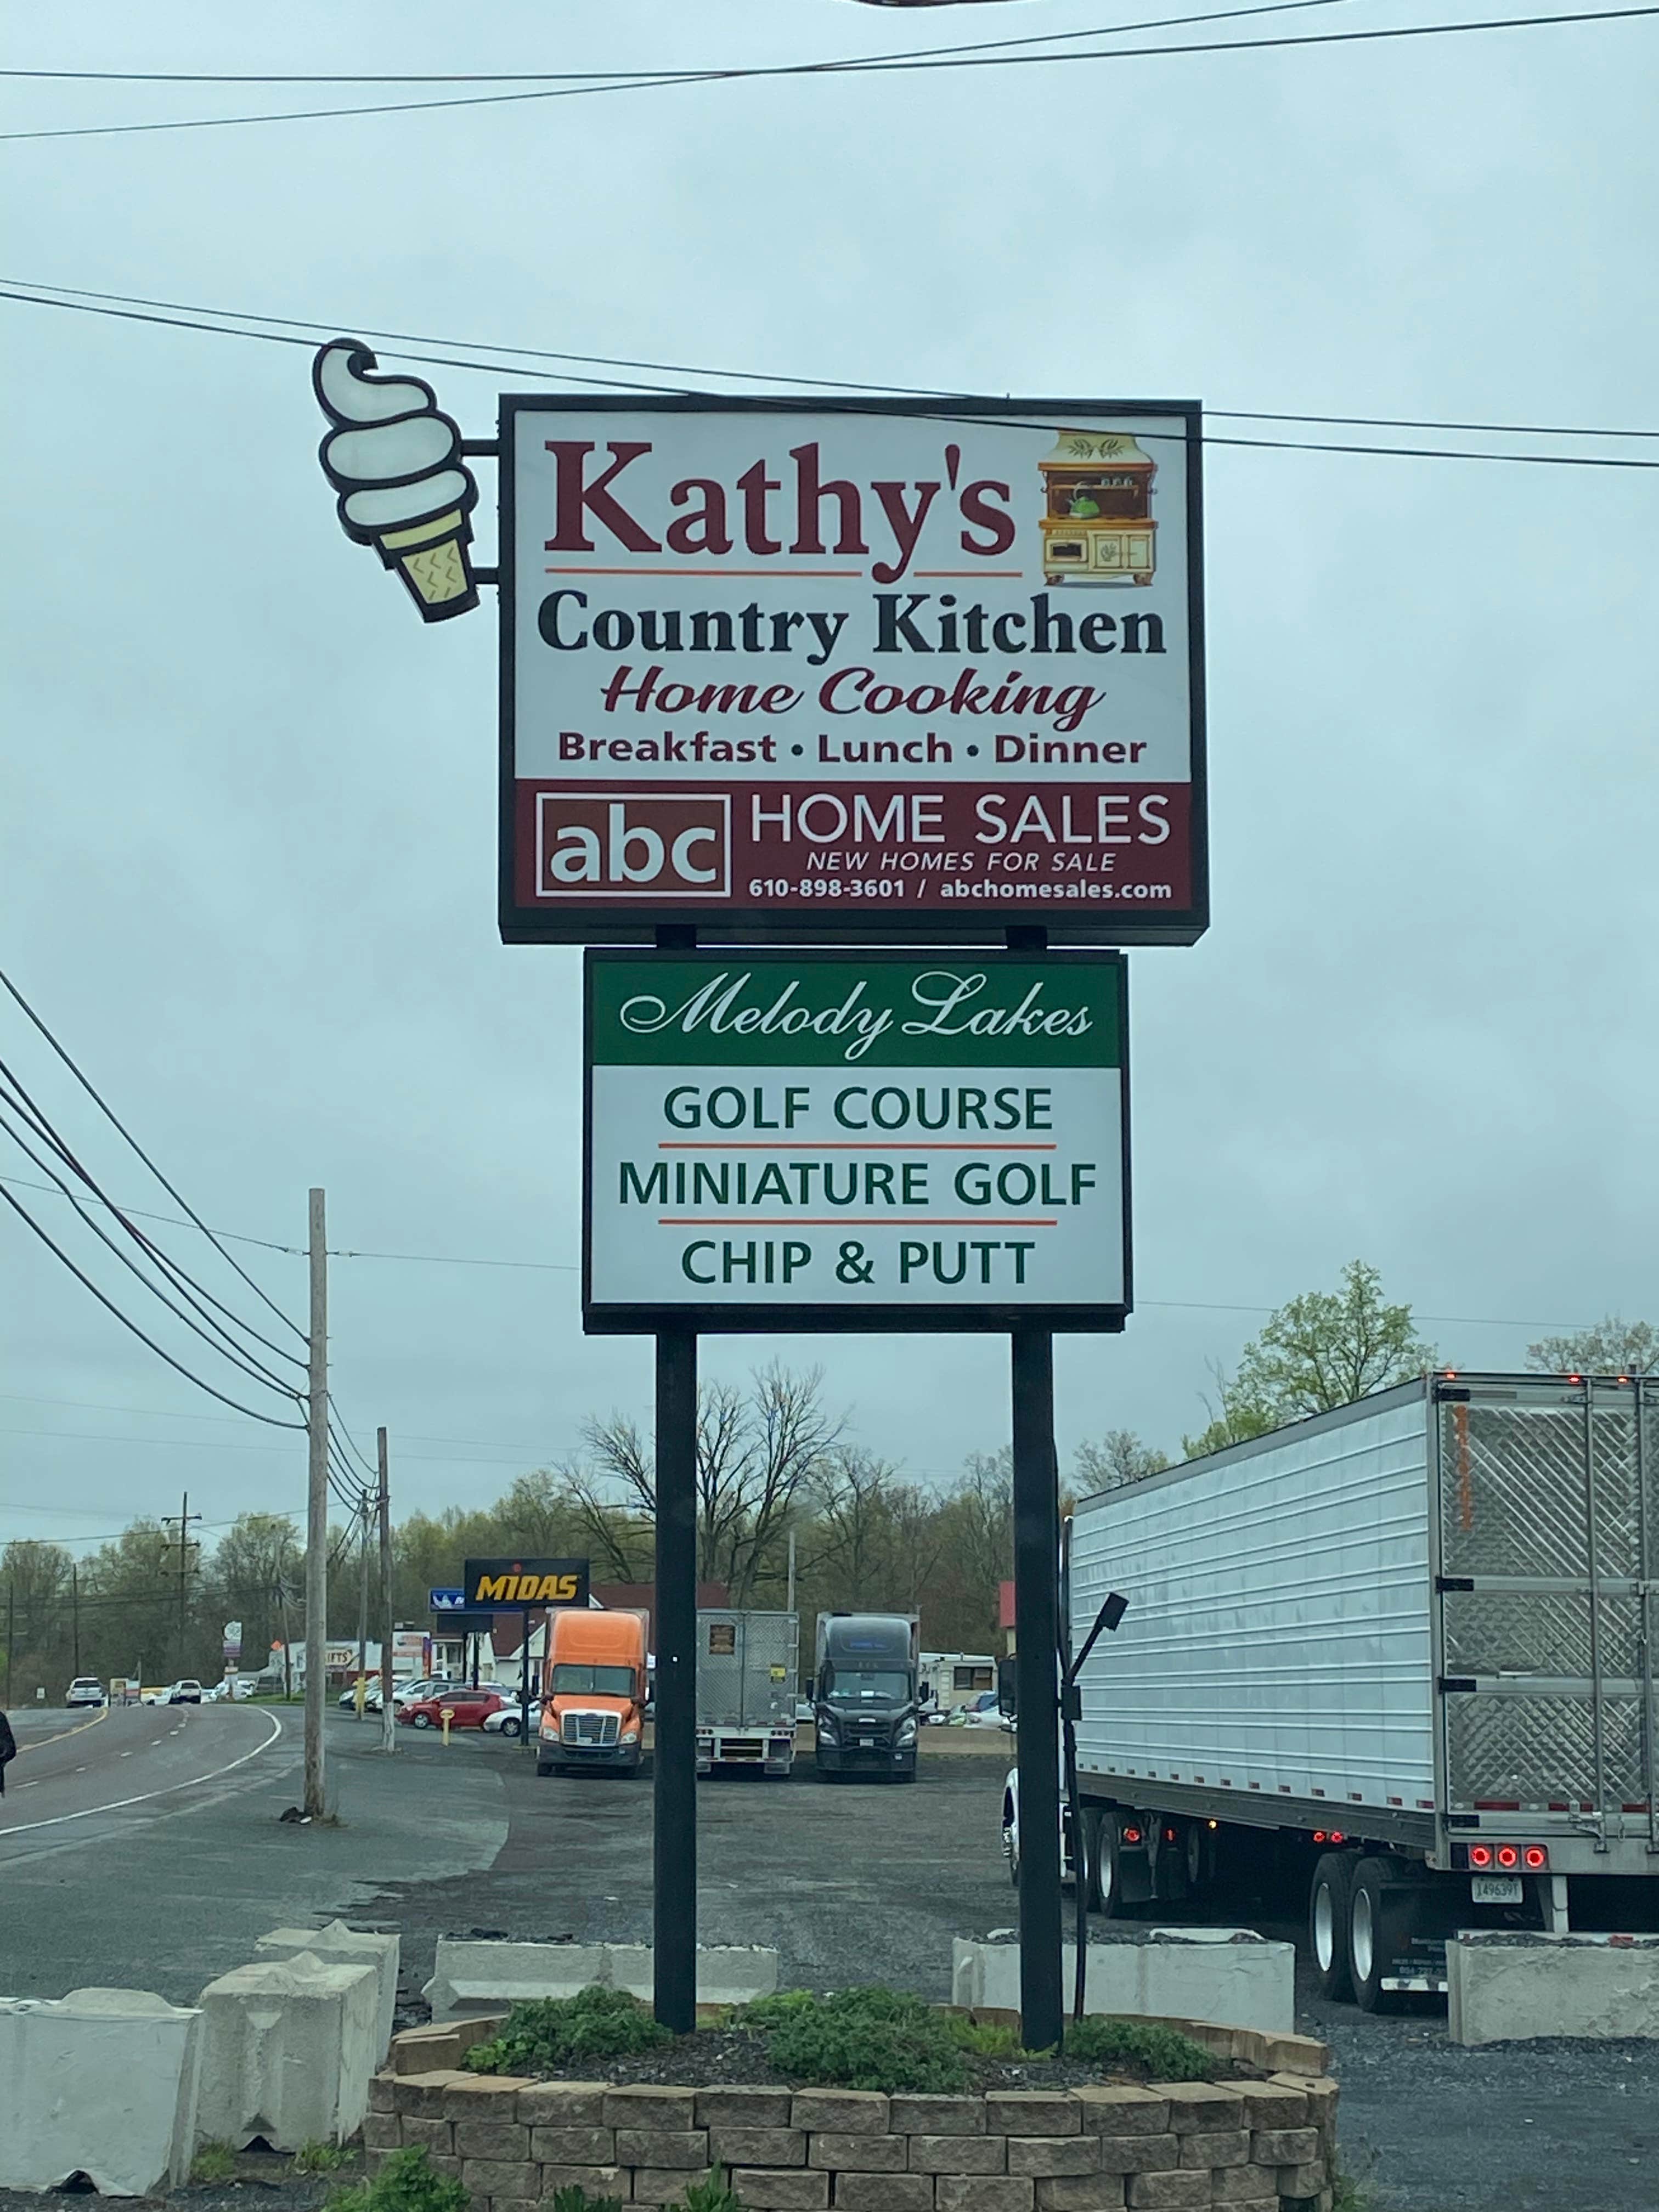 Kathy's
Country Kitchen
Home Cooking
Breakfast • Lunch • Dinner
abc
HOME SALES
NEW HOMES FOR SALE
610-898-3601 / abchomesales.com
Melody Lakes
GOLF COURSE
MINIATURE GOLF
CHIP & PUTT
MIDAS